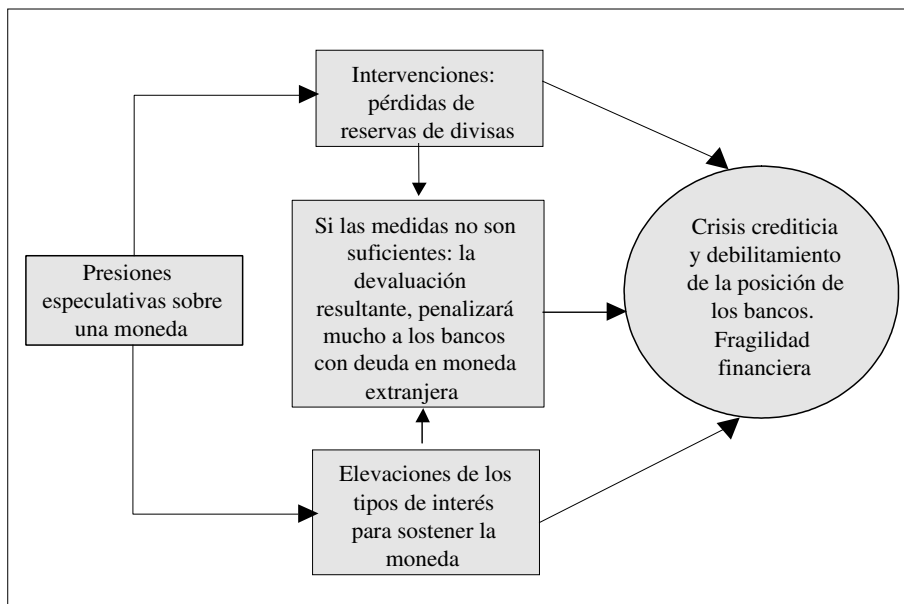 Intervenciones:
pérdidas de
reservas de divisas
Presiones
especulativas sobre
una moneda
Si las medidas no son
suficientes: la
devaluación
resultante, penalizará
mucho a los bancos
con deuda en moneda
extranjera
Crisis crediticia
y debilitamiento
de la posición de
los bancos.
Fragilidad
financiera
Elevaciones de los
tipos de interés
para sostener la
moneda